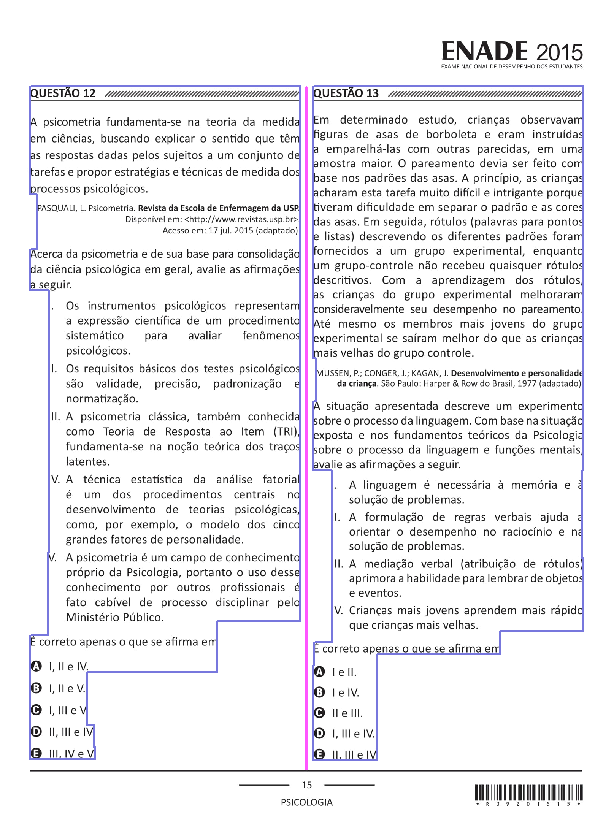 ENADE 2015
EXAME NACIONAL DE DESEMPENHO DOS ESTUDANTES
QUESTÃO 12
A psicometria fundamenta-se na teoria da medida
em ciências, buscando explicar o sentido que têm
as respostas dadas pelos sujeitos a um conjunto de
tarefas e propor estratégias e técnicas de medida dos
processos psicológicos.
PASQUALI, L. Psicometria. Revista da Escola de Enfermagem da USP.
Disponível em: <http://www.revistas.usp.br>.
Acesso em: 17 jul. 2015 (adaptado).
Acerca da psicometria e de sua base para consolidação
da ciência psicológica em geral, avalie as afirmações
a seguir.
I. Os instrumentos psicológicos representam
a expressão científica de um procedimento
sistemático para avaliar fenômenos
psicológicos.
II. Os requisitos básicos dos testes psicológicos
são validade, precisão, padronização e
normatização.
III. A psicometria clássica, também conhecida
como Teoria de Resposta ao Item (TRI),
fundamenta-se na noção teórica dos traços
latentes.
IV. A técnica estatística da análise fatorial
é um dos procedimentos centrais no
desenvolvimento de teorias psicológicas,
como, por exemplo, o modelo dos cinco
grandes fatores de personalidade.
V. A psicometria é um campo de conhecimento
próprio da Psicologia, portanto o uso desse
conhecimento por outros profissionais é
fato cabível de processo disciplinar pelo
Ministério Público.
É correto apenas o que se afirma em
A I, II e IV.
B I, II e V.
C I, III e V.
D II, III e IV.
E III, IV e V.
QUESTÃO 13
Em determinado estudo, crianças observavam
figuras de asas de borboleta e eram instruídas
a emparelhá-las com outras parecidas, em uma
amostra maior. O pareamento devia ser feito com
base nos padrões das asas. A princípio, as crianças
acharam esta tarefa muito difícil e intrigante porque
tiveram dificuldade em separar o padrão e as cores
das asas. Em seguida, rótulos (palavras para pontos
e listas) descrevendo os diferentes padrões foram
fornecidos a um grupo experimental, enquanto
um grupo-controle não recebeu quaisquer rótulos
descritivos. Com a aprendizagem dos rótulos,
as crianças do grupo experimental melhoraram
consideravelmente seu desempenho no pareamento.
Até mesmo os membros mais jovens do grupo
experimental se saíram melhor do que as crianças
mais velhas do grupo controle.
MUSSEN, P.; CONGER, J.; KAGAN, J. Desenvolvimento e personalidade
da criança. São Paulo: Harper & Row do Brasil, 1977 (adaptado).
A situação apresentada descreve um experimento
sobre o processo da linguagem. Com base na situação
exposta e nos fundamentos teóricos da Psicologia
sobre o processo da linguagem e funções mentais,
avalie as afirmações a seguir.
I. A linguagem é necessária à memória e à
solução de problemas.
II. A formulação de regras verbais ajuda a
orientar o desempenho no raciocínio e na
solução de problemas.
III. A mediação verbal (atribuição de rótulos)
aprimora a habilidade para lembrar de objetos
e eventos.
IV. Crianças mais jovens aprendem mais rápido
que crianças mais velhas.
É correto apenas o que se afirma em
A I e II.
B I e IV.
C II e III.
D I, III e IV.
E II, III e IV.
15
PSICOLOGIA
*R39201515*